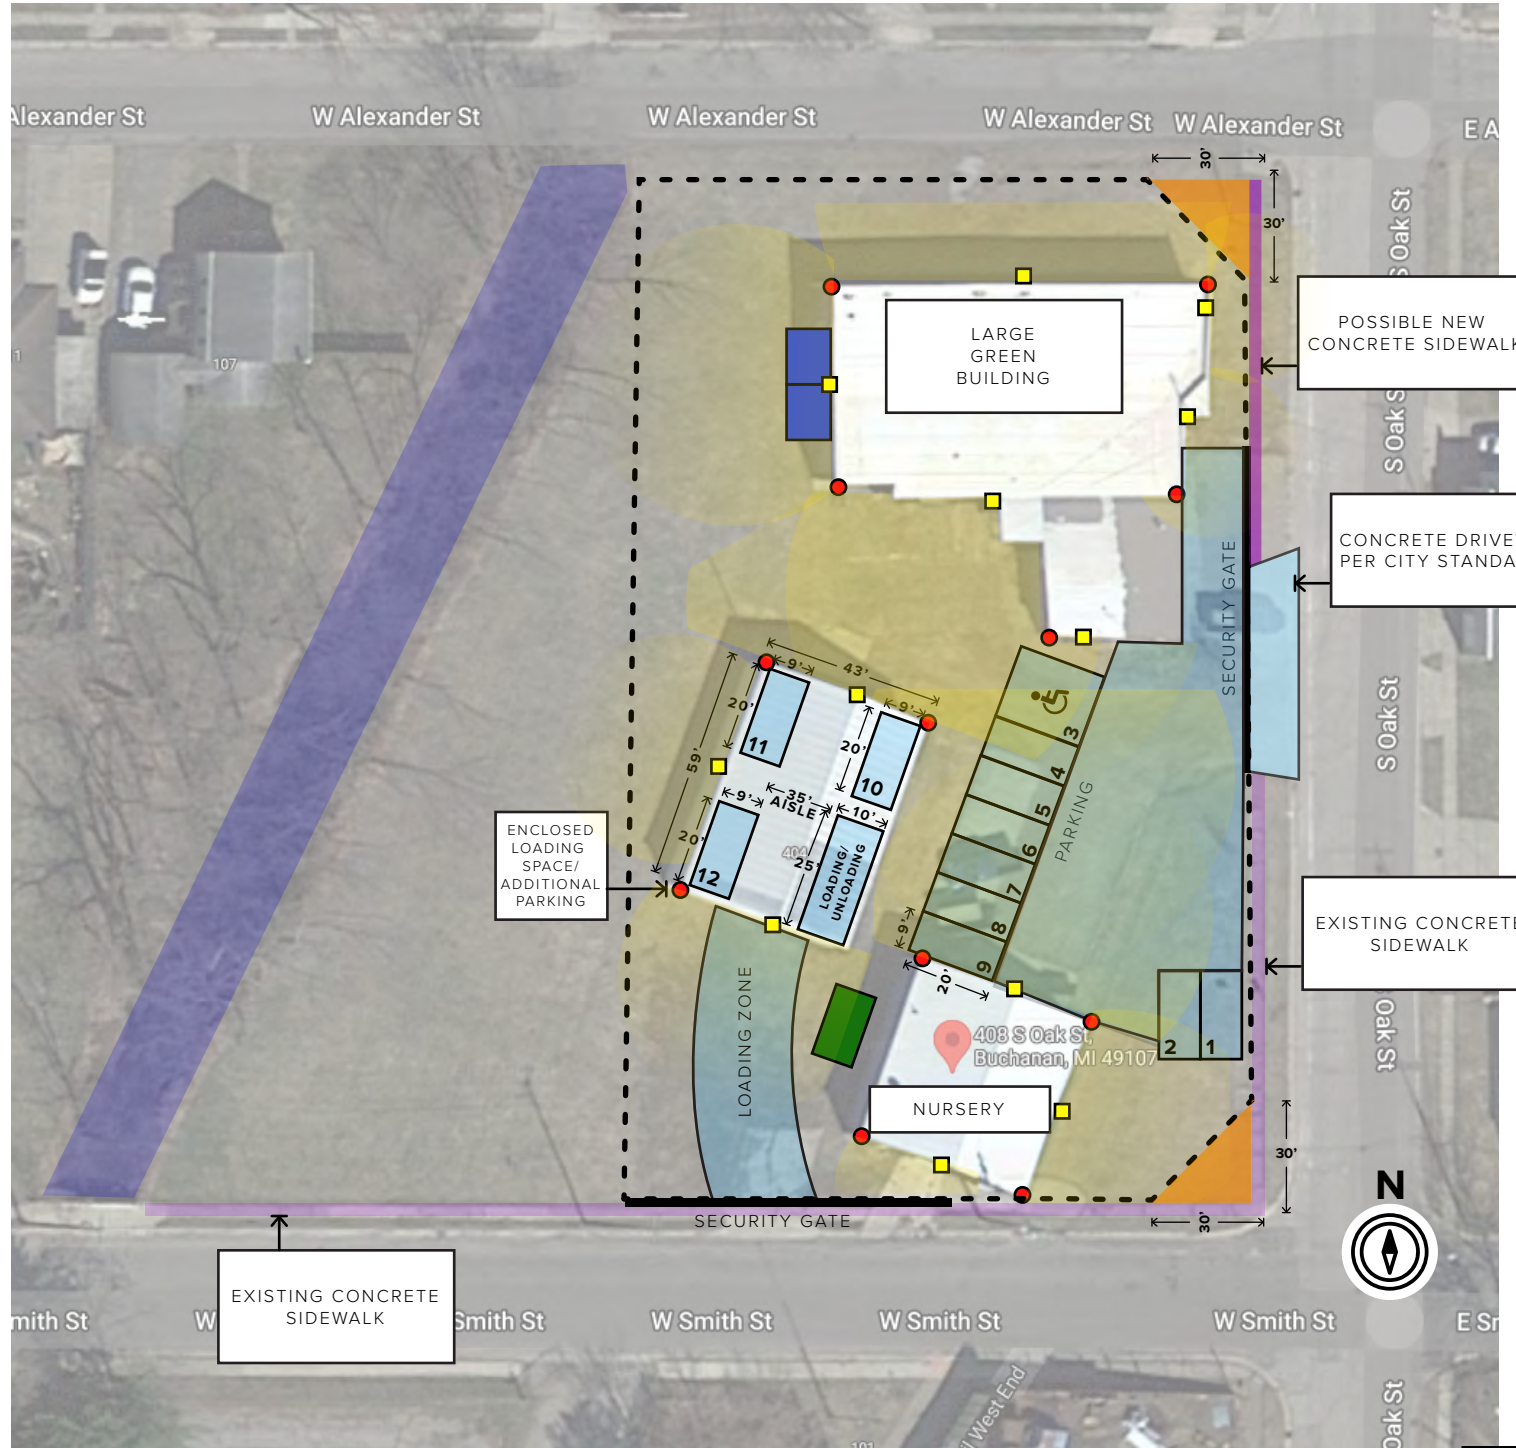 Alexander St
W Alexander St
W Alexander St
W Alexander St
W Alexander St
E A
30'
30'
S Oak St
POSSIBLE NEW
CONCRETE SIDEWALK
LARGE
GREEN
BUILDING
107
S Oak S
CONCRETE DRIVE
PER CITY STANDA
SECURITY GATE
S Oak St
43'
9'
20'
11
59'
9'
20'
10
35'
AISLE
9'
10'
20'
12
25'
404
LOADING/
UNLOADING
3
4
5
6
7
8
9
PARKING
9'
20'
ENCLOSED
LOADING
SPACE/
ADDITIONAL
PARKING
EXISTING CONCRETE
SIDEWALK
S Oak St
LOADING ZONE
408 S Oak St,
Buchanan, MI 49107
2
1
NURSERY
30'
30'
N
SECURITY GATE
EXISTING CONCRETE
SIDEWALK
mith St
W
Smith St
W Smith St
W Smith St
W Smith St
E Sr
Oak St
l West End
101